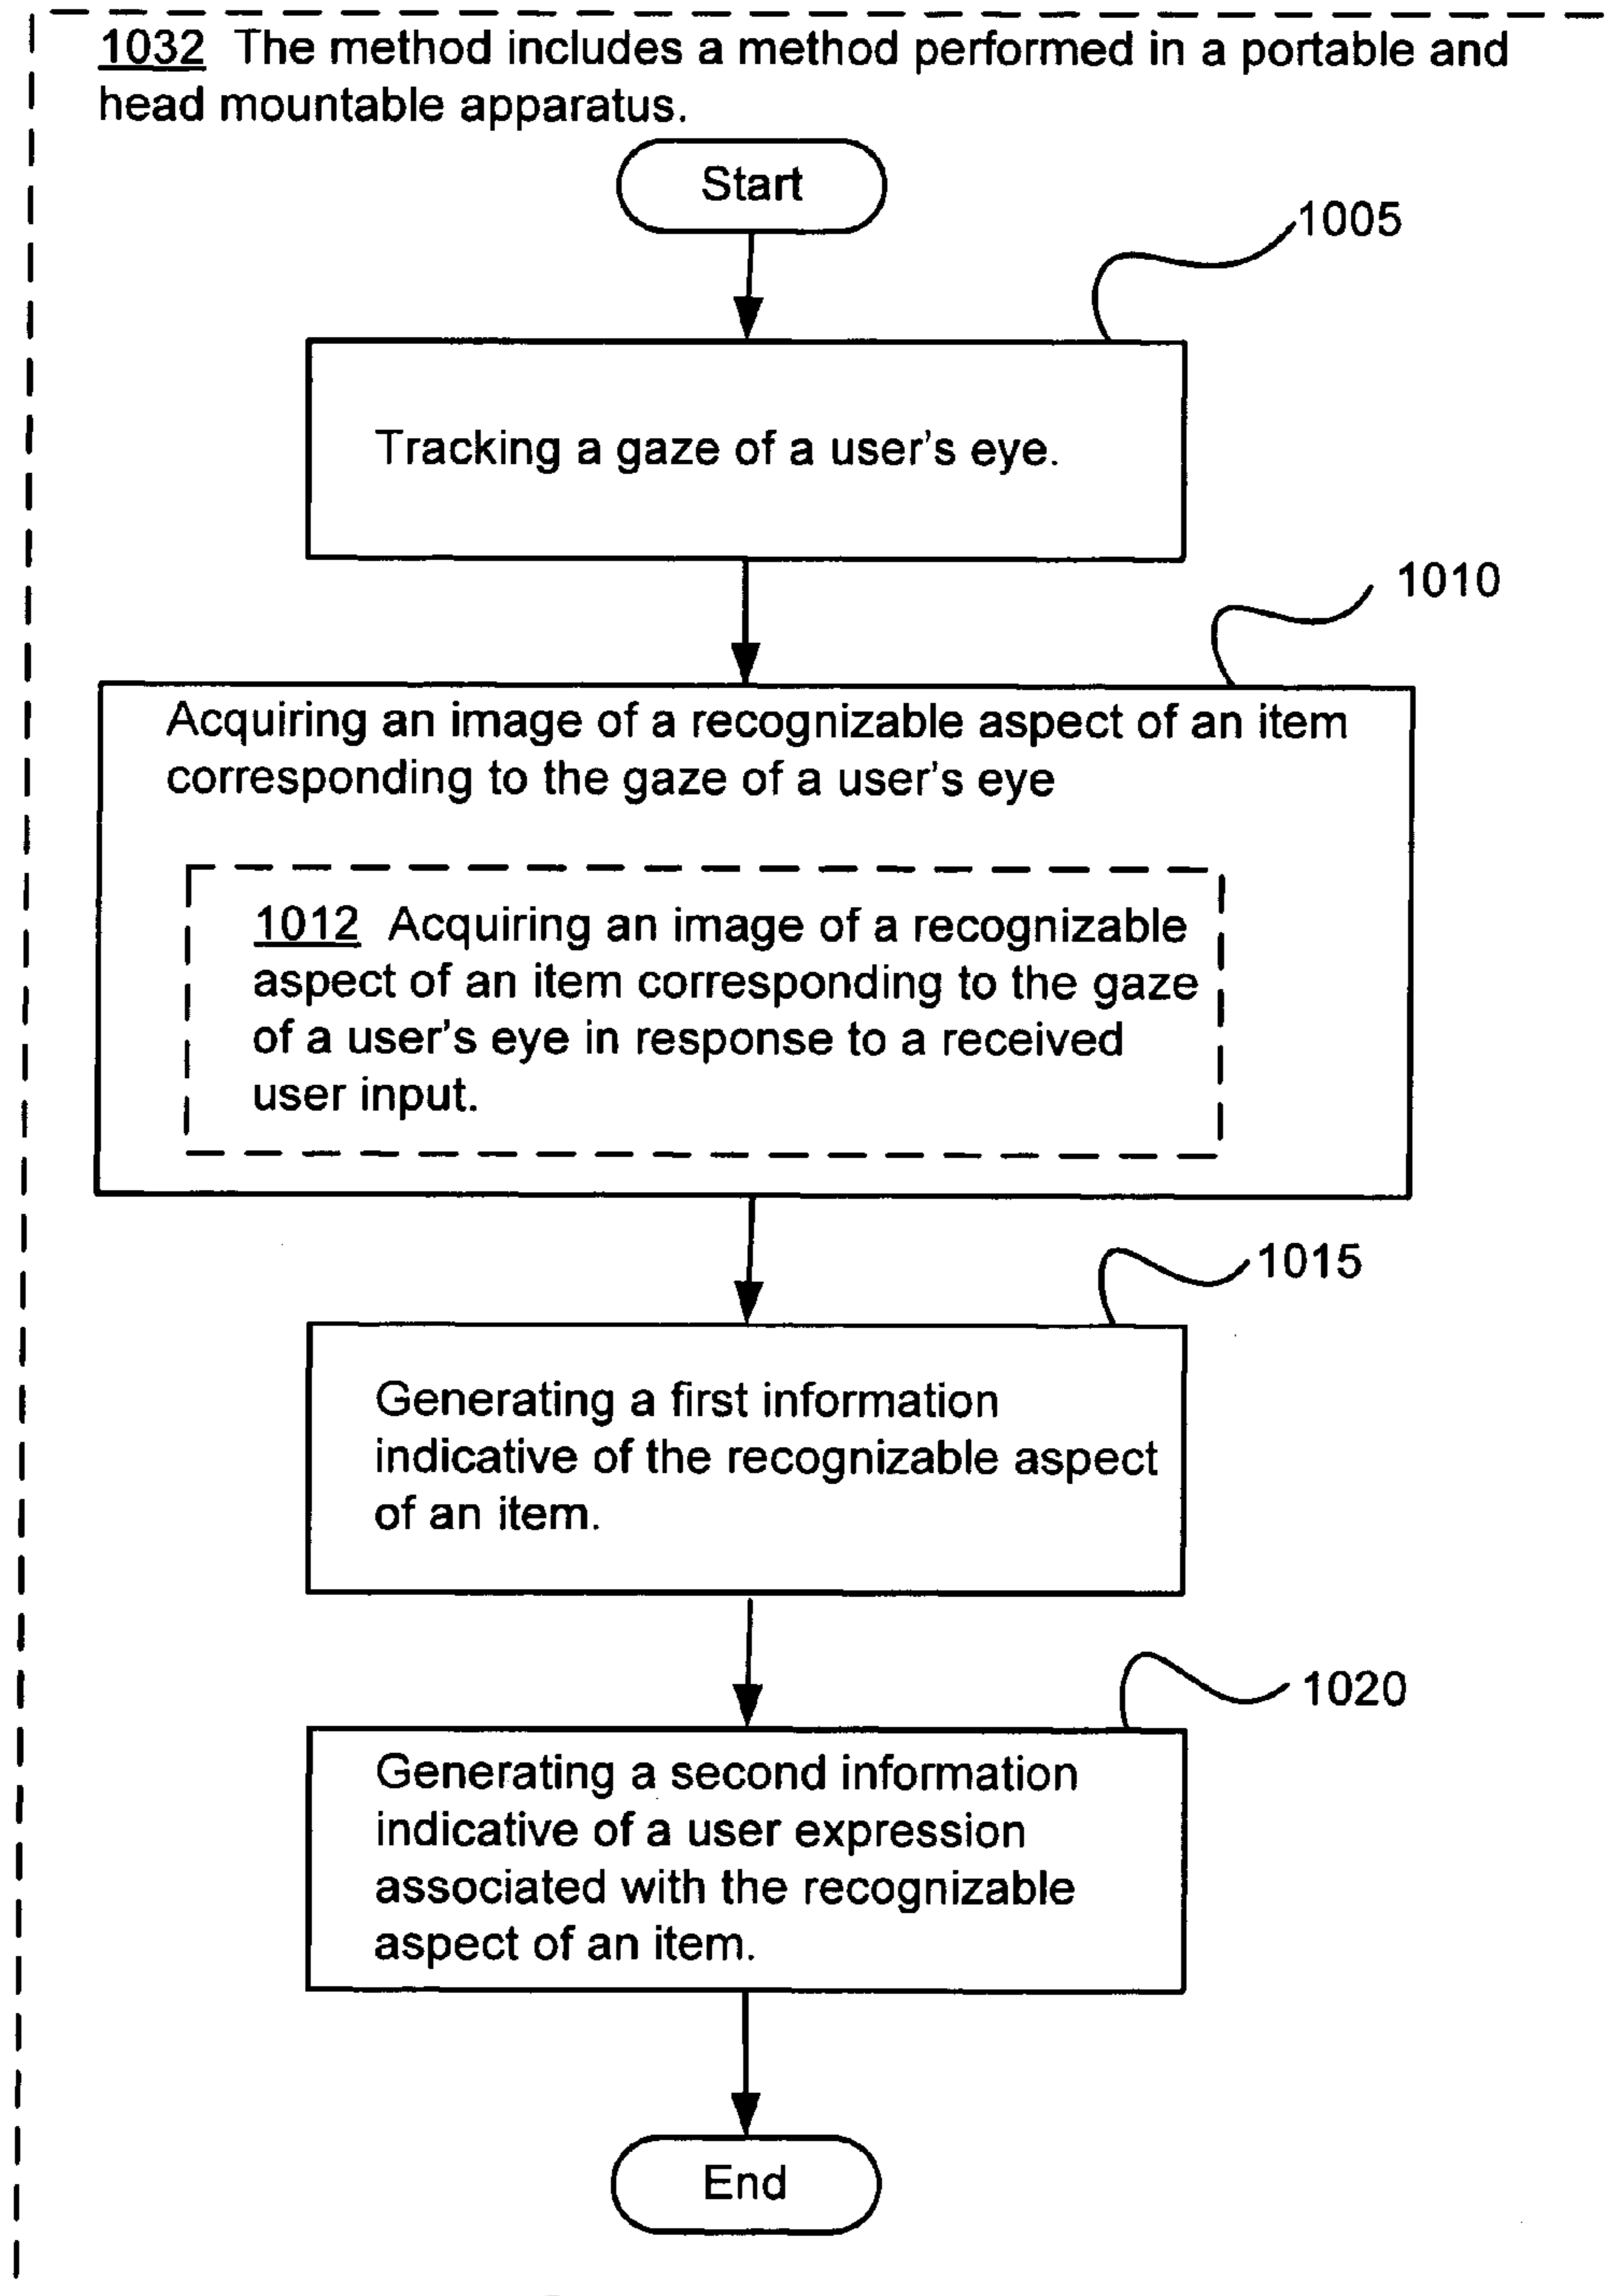 1032 The method includes a method performed in a portable and
head mountable apparatus.
Start
1005
Tracking a gaze of a user's eye.
1010
Acquiring an image of a recognizable aspect of an item
corresponding to the gaze of a user's eye
1012 Acquiring an image of a recognizable
aspect of an item corresponding to the gaze
of a user's eye in response to a received
user input.
1015
Generating a first information
indicative of the recognizable aspect
of an item.
1020
Generating a second information
indicative of a user expression
associated with the recognizable
aspect of an item.
End